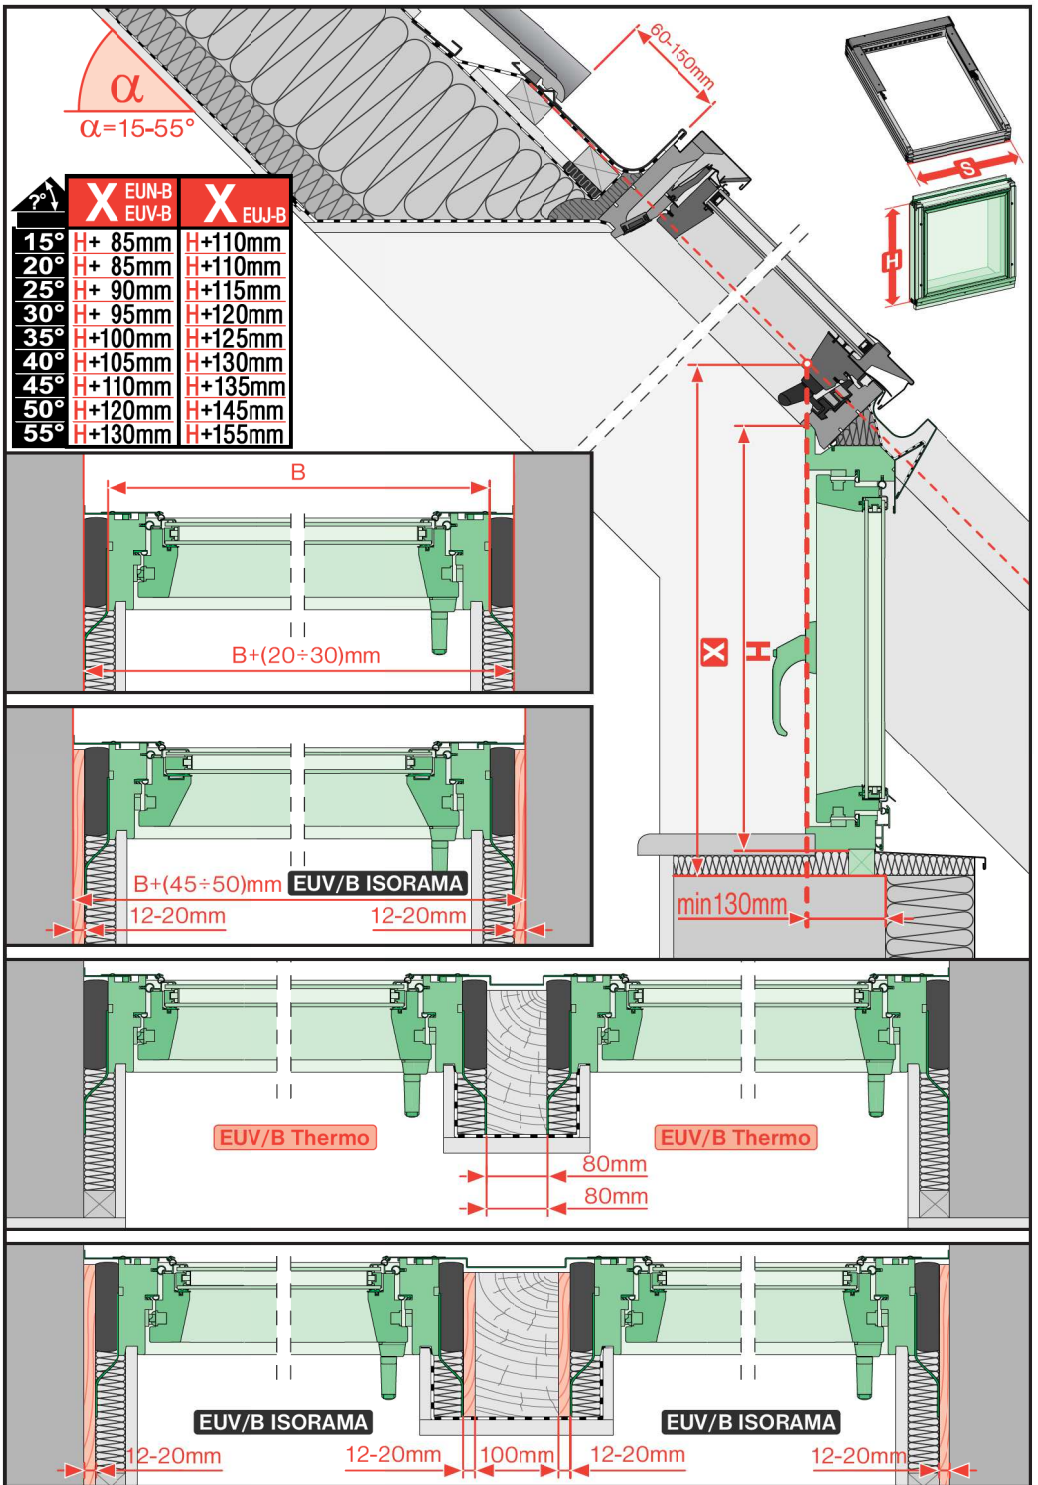 60-150mm
α
α=15-55°
S
H
?°
X EUN-B EUV-B
X EUJ-B
15° H+ 85mm H+110mm
20° H+ 85mm H+110mm
25° H+ 90mm H+115mm
30° H+ 95mm H+120mm
35° H+100mm H+125mm
40° H+105mm H+130mm
45° H+110mm H+135mm
50° H+120mm H+145mm
55° H+130mm H+155mm
B
B+(20÷30)mm
X
H
B+(45÷50)mm EUV/B ISORAMA
12-20mm 12-20mm
min130mm
EUV/B Thermo EUV/B Thermo
80mm
80mm
EUV/B ISORAMA EUV/B ISORAMA
12-20mm 12-20mm 100mm 12-20mm 12-20mm